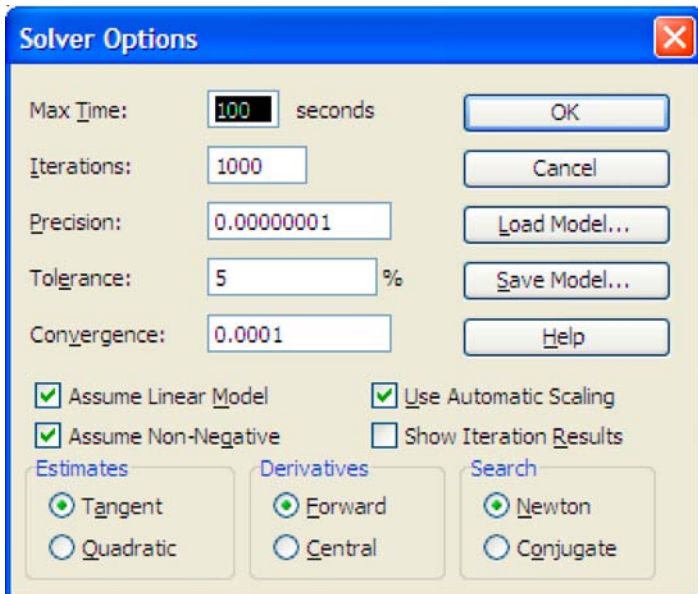 Solver Options
Max Time: 100 seconds OK
Iterations: 1000 Cancel
Precision: 0.00000001 Load Model...
Tolerance: 5 % Save Model...
Convergence: 0.0001 Help
Assume Linear Model Use Automatic Scaling
Assume Non-Negative Show Iteration Results
Estimates Derivatives Search
Tangent Forward Newton
Quadratic Central Conjugate